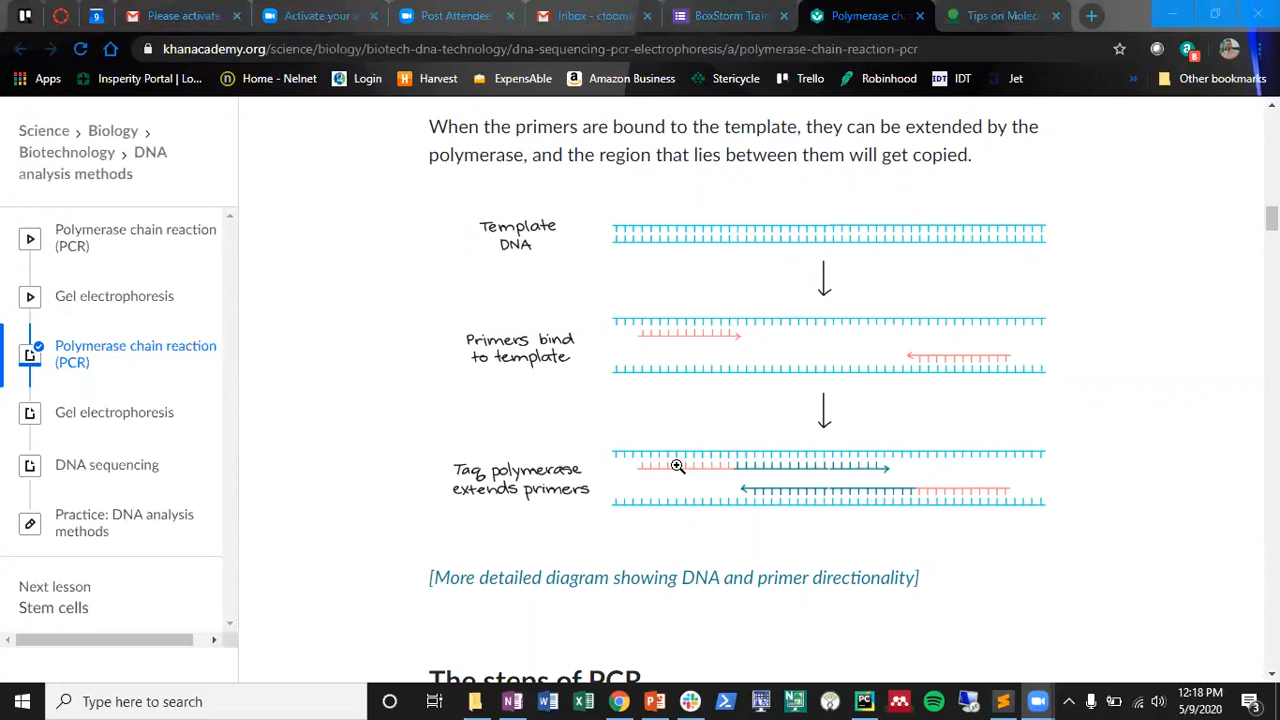 Please activate
Activate your a
Post Attendee
Inbox - ctoome
BoxStorm Train
Polymerase cha
Tips on Molecu
khanacademy.org/science/biology/biotech-dna-technology/dna-sequencing-pcr-electrophoresis/a/polymerase-chain-reaction-pcr
Apps
Insperity Portal | Lo...
Home - Nelnet
Login
Harvest
ExpensAble
Amazon Business
Stericycle
Trello
Robinhood
IDT
IDT
Jet
»
Other bookmarks
Science > Biology >
Biotechnology > DNA
analysis methods
Polymerase chain reaction
(PCR)
Gel electrophoresis
Polymerase chain reaction
(PCR)
Gel electrophoresis
DNA sequencing
Practice: DNA analysis
methods
Next lesson
Stem cells
When the primers are bound to the template, they can be extended by the
polymerase, and the region that lies between them will get copied.
Template
DNA
Primers bind
to template
Taq polymerase
extends primers
[More detailed diagram showing DNA and primer directionality]
The steps of PCR
Type here to search
12:18 PM
5/9/2020